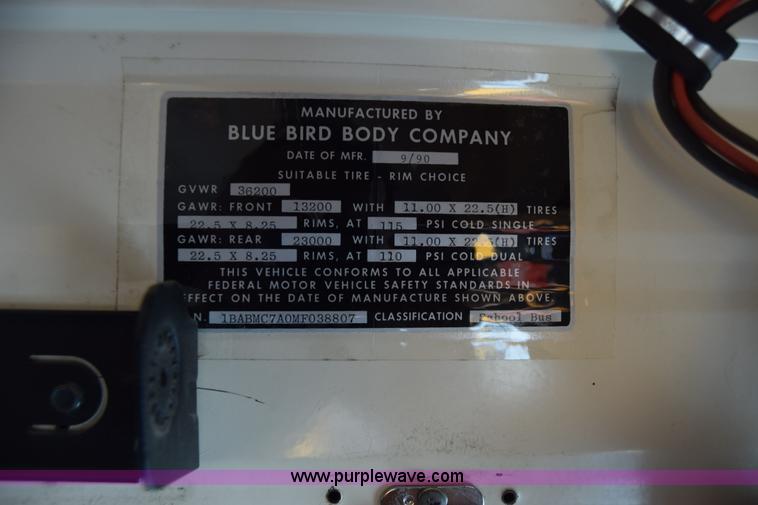 MANUFACTURED BY
BLUE BIRD BODY COMPANY
DATE OF MFR. 9/90
SUITABLE TIRE - RIM CHOICE
GVWR 36200
GAWR: FRONT 13200 WITH 11.00 X 22.5(H) TIRES
22.5 X 8.25 RIMS, AT 115 PSI COLD SINGLE
GAWR: REAR 23000 WITH 11.00 X 22.5(H) TIRES
22.5 X 8.25 RIMS, AT 110 PSI COLD DUAL
THIS VEHICLE CONFORMS TO ALL APPLICABLE
FEDERAL MOTOR VEHICLE SAFETY STANDARDS IN
EFFECT ON THE DATE OF MANUFACTURE SHOWN ABOVE.
N. 1BABMC7A0MF038807 CLASSIFICATION School Bus
www.purplewave.com